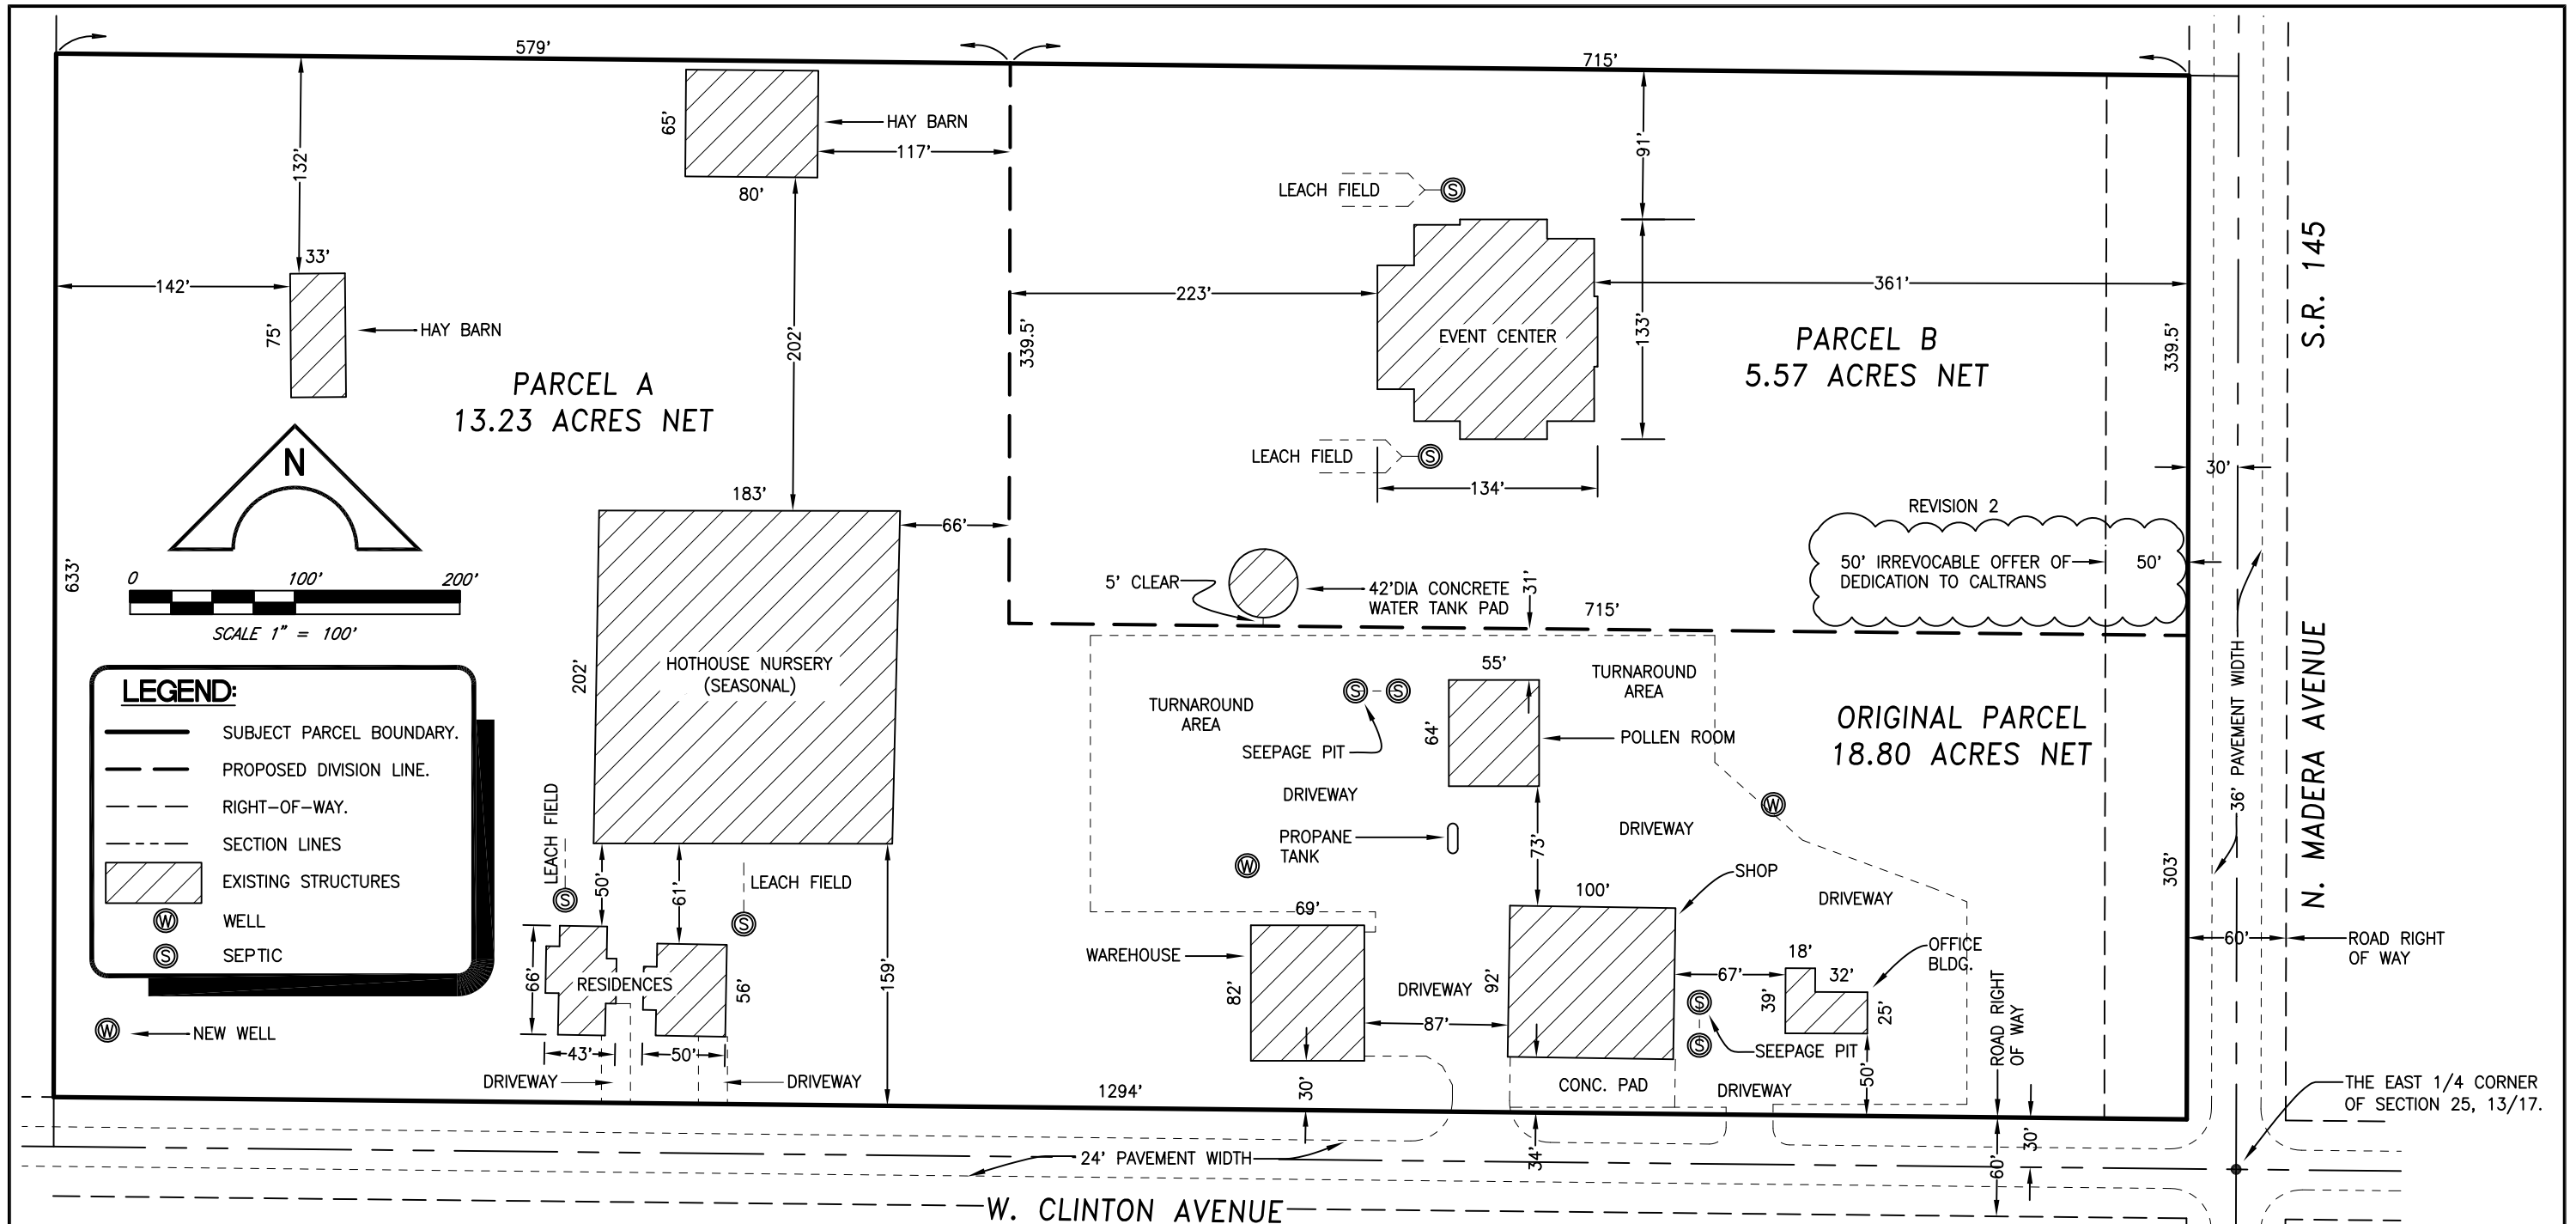 579'
715'
132'
65'
HAY BARN
117'
80'
91'
LEACH FIELD
S
33'
142'
75'
HAY BARN
202'
223'
339.5'
EVENT CENTER
133'
361'
PARCEL B
5.57 ACRES NET
339.5'
S.R. 145
PARCEL A
13.23 ACRES NET
LEACH FIELD
S
134'
30'
N
183'
66'
REVISION 2
50' IRREVOCABLE OFFER OF
DEDICATION TO CALTRANS
50'
633'
0 100' 200'
SCALE 1" = 100'
5' CLEAR
42'DIA CONCRETE
WATER TANK PAD
31'
715'
HOTHOUSE NURSERY
(SEASONAL)
202'
LEGEND:
SUBJECT PARCEL BOUNDARY.
PROPOSED DIVISION LINE.
RIGHT-OF-WAY.
SECTION LINES
EXISTING STRUCTURES
W WELL
S SEPTIC
W NEW WELL
TURNAROUND
AREA
S S
SEEPAGE PIT
55'
64'
TURNAROUND
AREA
POLLEN ROOM
ORIGINAL PARCEL
18.80 ACRES NET
36' PAVEMENT WIDTH
N. MADERA AVENUE
DRIVEWAY
W
PROPANE
TANK
W
73'
DRIVEWAY
303'
LEACH FIELD
S
50'
61'
LEACH FIELD
S
159'
66'
RESIDENCES
56'
43'
50'
DRIVEWAY
DRIVEWAY
69'
WAREHOUSE
82'
30'
DRIVEWAY
87'
100'
SHOP
92'
34'
CONC. PAD
DRIVEWAY
67'
S
S
SEEPAGE PIT
DRIVEWAY
18'
32'
39'
25'
OFFICE
BLDG.
50'
ROAD RIGHT
OF WAY
60'
ROAD RIGHT
OF WAY
1294'
30'
60'
THE EAST 1/4 CORNER
OF SECTION 25, 13/17.
24' PAVEMENT WIDTH
W. CLINTON AVENUE